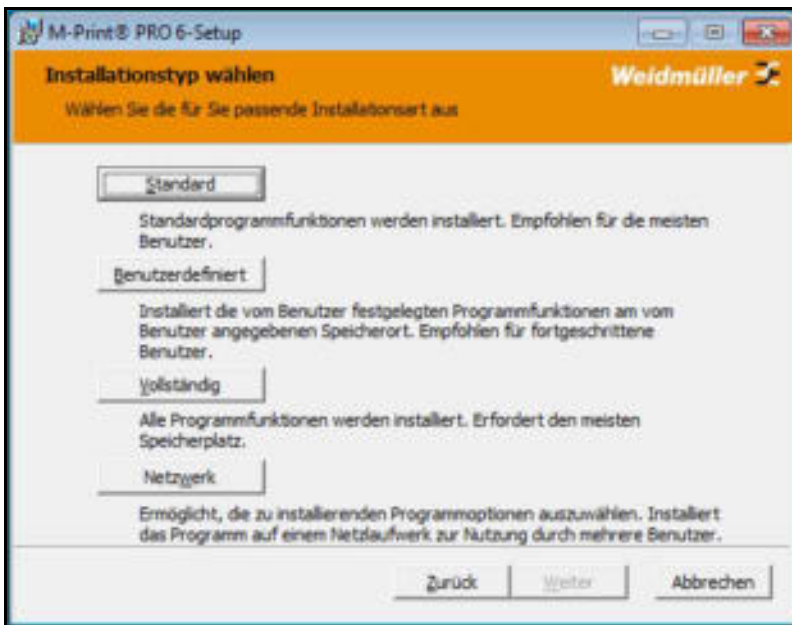 M-Print® PRO 6-Setup
Installationstyp wählen
Weidmüller
Wählen Sie die für Sie passende Installationsart aus
Standard
Standardprogrammfunktionen werden installiert. Empfohlen für die meisten
Benutzer.
Benutzerdefiniert
Installiert die vom Benutzer festgelegten Programmfunktionen am vom
Benutzer angegebenen Speicherort. Empfohlen für fortgeschrittene
Benutzer.
Vollständig
Alle Programmfunktionen werden installiert. Erfordert den meisten
Speicherplatz.
Netzwerk
Ermöglicht, die zu installierenden Programmoptionen auszuwählen. Installiert
das Programm auf einem Netzlaufwerk zur Nutzung durch mehrere Benutzer.
Zurück Weiter Abbrechen